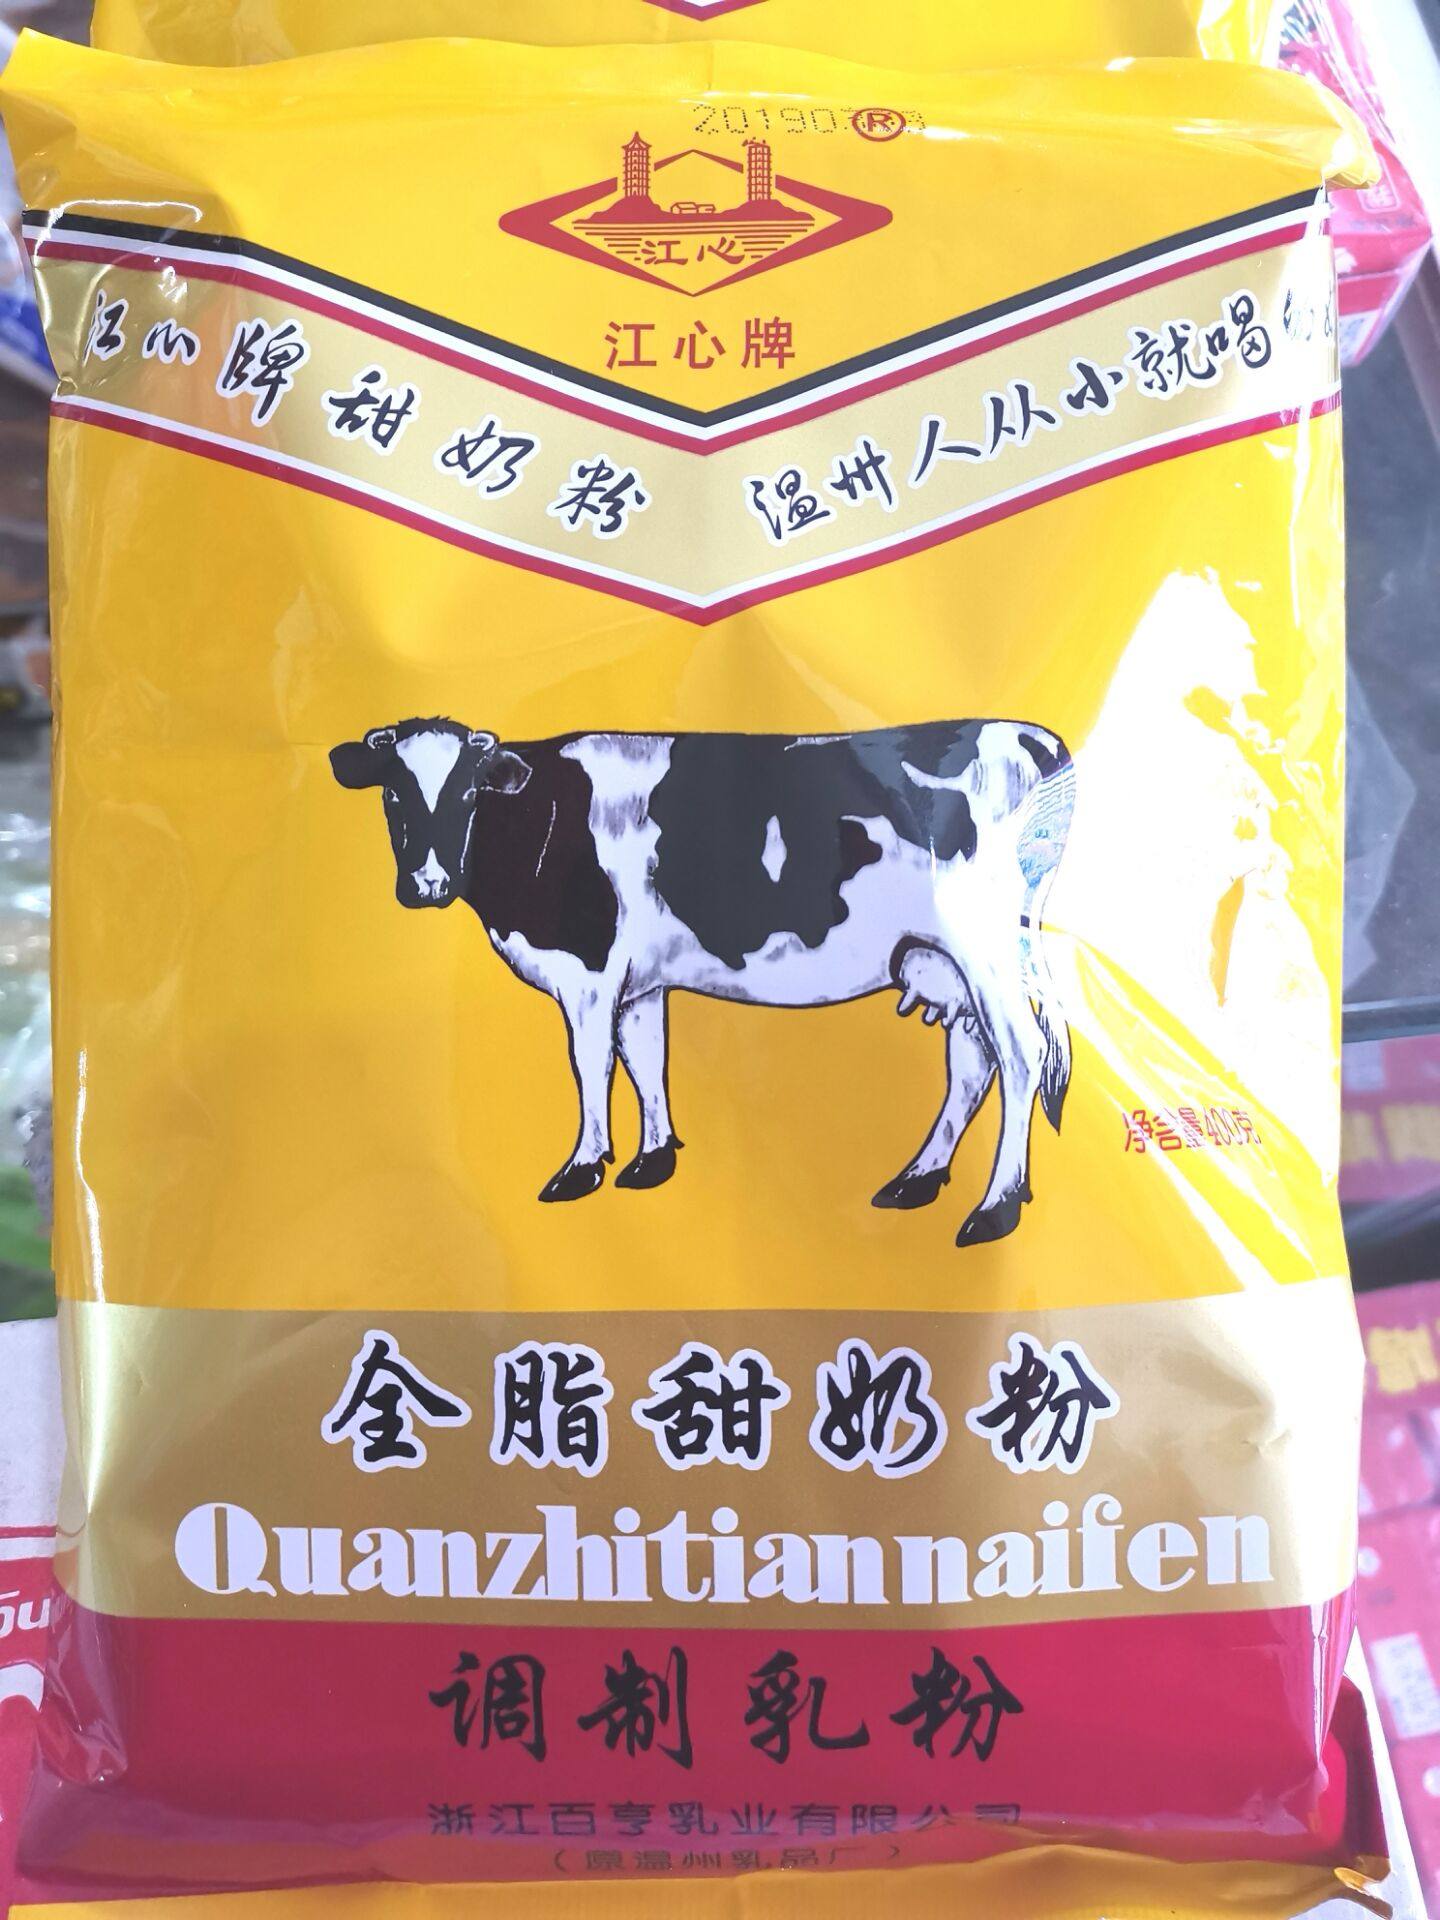 江心
®
江心牌
江心牌甜奶粉
温州人从小就喝
净含量400克
全脂甜奶粉
Quanzhitiannaifen
调制乳粉
浙江百亨乳业有限公司
(原温州乳品厂)